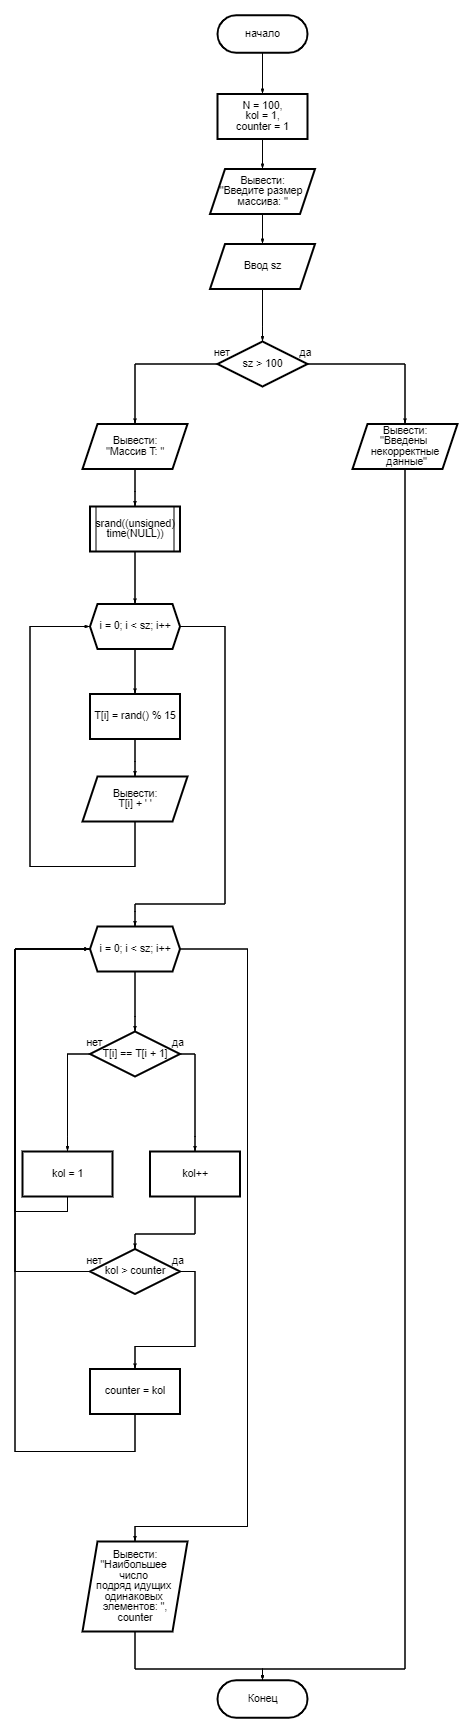 начало
N = 100,
kol = 1,
counter = 1
Вывести:
"Введите размер
массива: "
Ввод sz
нет
да
sz > 100
Вывести:
"Массив T: "
Вывести:
"Введены
некорректные
данные"
srand((unsigned)
time(NULL))
i = 0; i < sz; i++
T[i] = rand() % 15
Вывести:
T[i] + ' '
i = 0; i < sz; i++
нет
да
T[i] == T[i + 1]
kol = 1
kol++
нет
да
kol > counter
counter = kol
Вывести:
"Наибольшее
число
подряд идущих
одинаковых
элементов: ",
counter
Конец